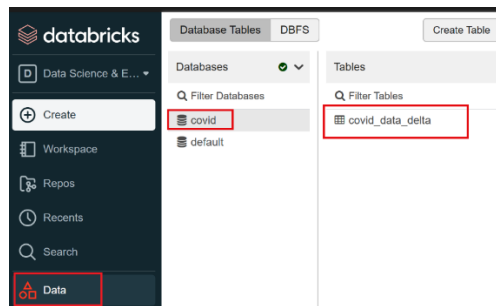 databricks
D Data Science & E...
Create
Workspace
Repos
Recents
Search
Data
Database Tables
DBFS
Create Table
Databases
Filter Databases
covid
default
Tables
Filter Tables
covid_data_delta